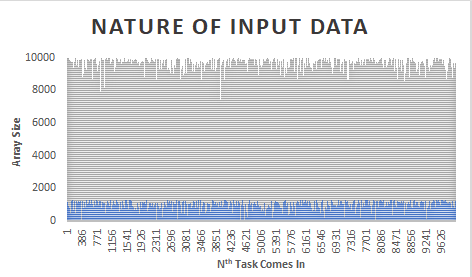 NATURE OF INPUT DATA
10000
8000
6000
4000
2000
0
Array Size
1 386 771 1156 1541 1926 2311 2696 3081 3466 3851 4236 4621 5006 5391 5776 6161 6546 6931 7316 7701 8086 8471 8856 9241 9626
Nth Task Comes In